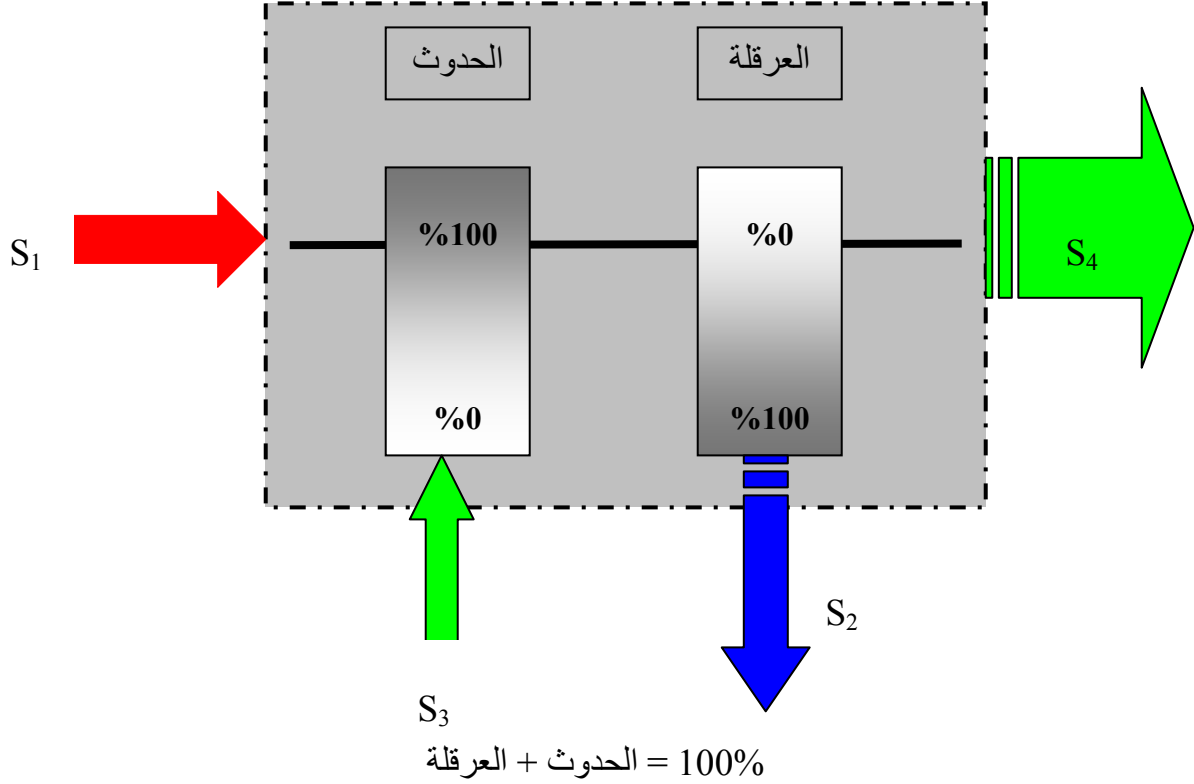 العرقلة
الحدوث
%100
%0
S1
S4
%0
%100
S2
S3
الحدوث + العرقلة = 100%